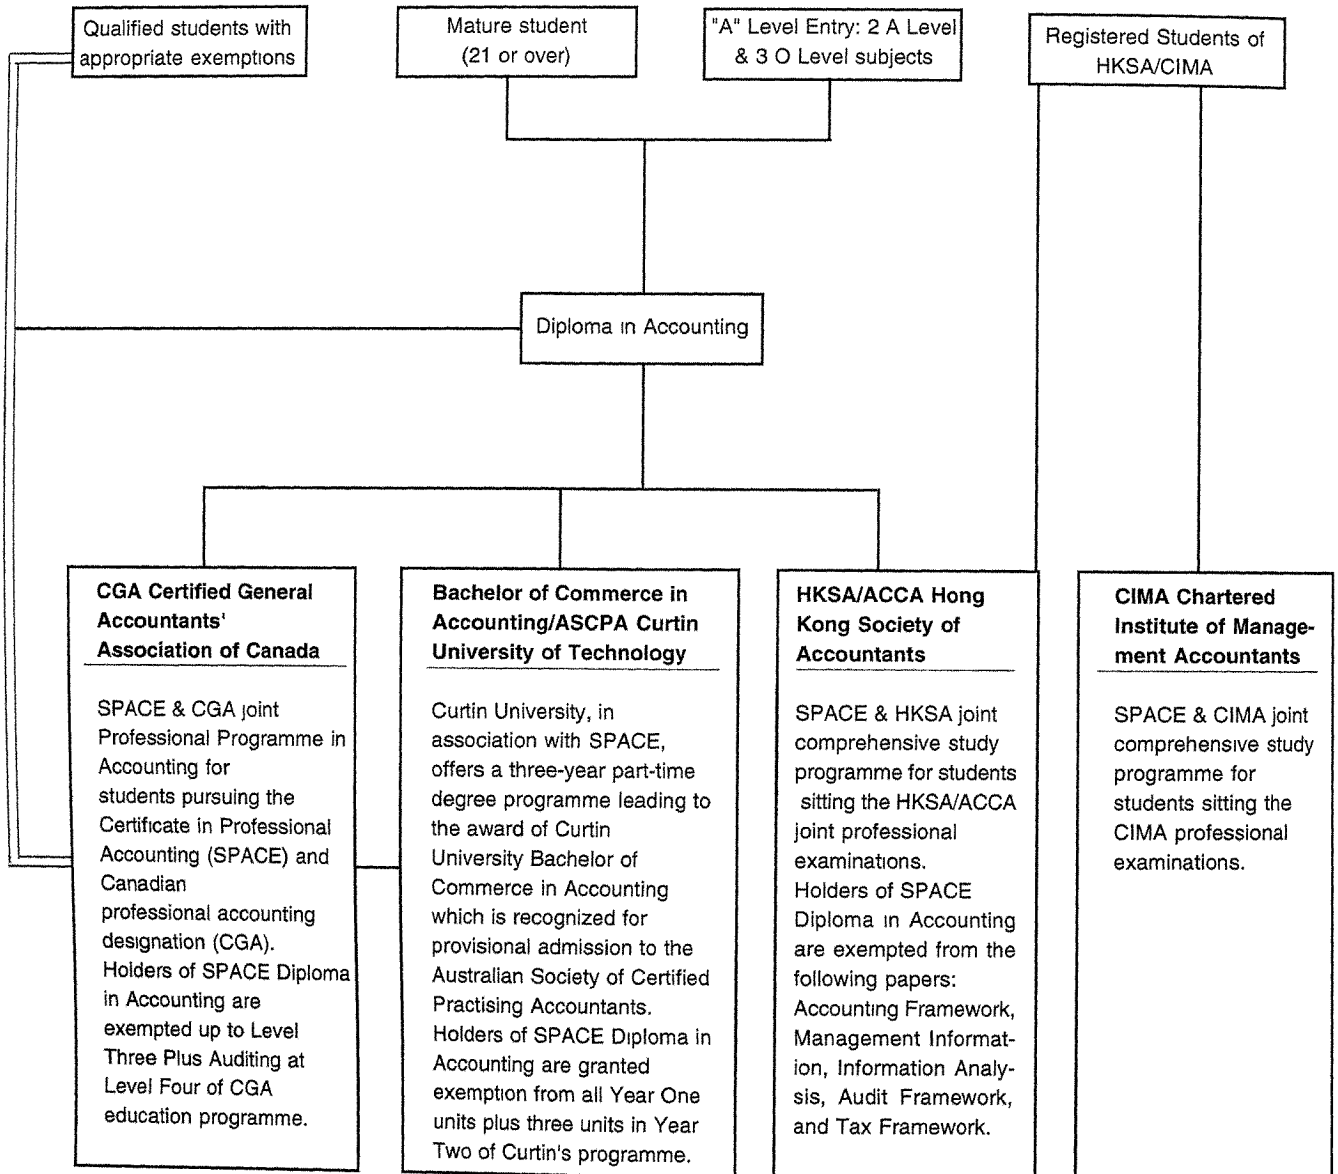 Qualified students with
appropriate exemptions
Mature student
(21 or over)
"A" Level Entry: 2 A Level
& 3 O Level subjects
Registered Students of
HKSA/CIMA
Diploma in Accounting
CGA Certified General
Accountants'
Association of Canada
SPACE & CGA joint
Professional Programme in
Accounting for
students pursuing the
Certificate in Professional
Accounting (SPACE) and
Canadian
professional accounting
designation (CGA).
Holders of SPACE Diploma
in Accounting are
exempted up to Level
Three Plus Auditing at
Level Four of CGA
education programme.
Bachelor of Commerce in
Accounting/ASCPA Curtin
University of Technology
Curtin University, in
association with SPACE,
offers a three-year part-time
degree programme leading to
the award of Curtin
University Bachelor of
Commerce in Accounting
which is recognized for
provisional admission to the
Australian Society of Certified
Practising Accountants.
Holders of SPACE Diploma in
Accounting are granted
exemption from all Year One
units plus three units in Year
Two of Curtin's programme.
HKSA/ACCA Hong
Kong Society of
Accountants
SPACE & HKSA joint
comprehensive study
programme for students
sitting the HKSA/ACCA
joint professional
examinations.
Holders of SPACE
Diploma in Accounting
are exempted from the
following papers:
Accounting Framework,
Management Informat-
ion, Information Analy-
sis, Audit Framework,
and Tax Framework.
CIMA Chartered
Institute of Manage-
ment Accountants
SPACE & CIMA joint
comprehensive study
programme for
students sitting the
CIMA professional
examinations.